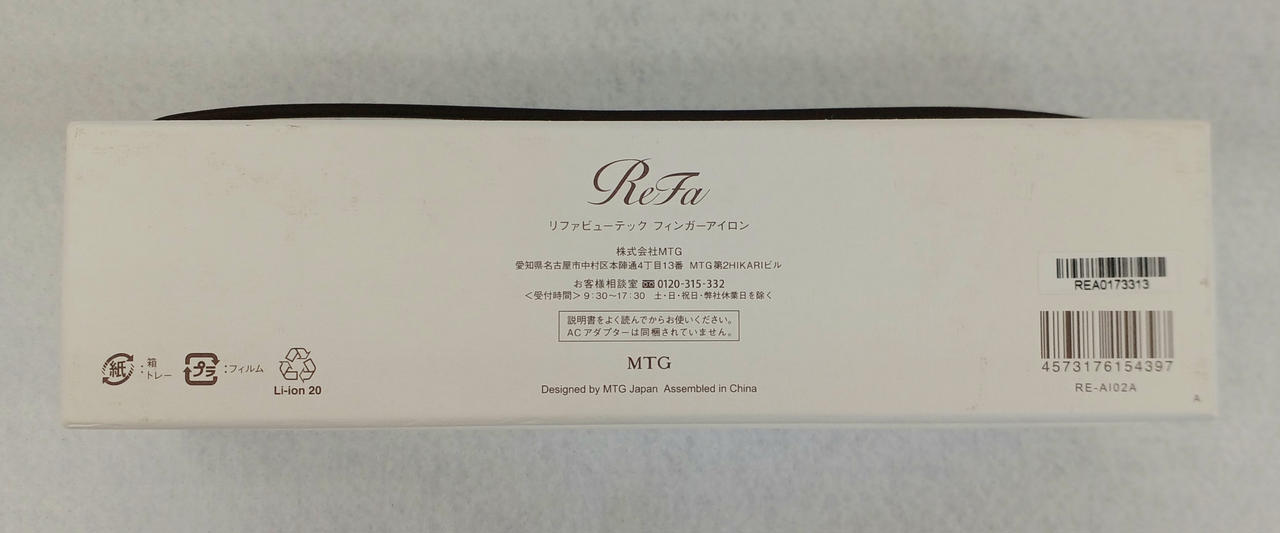 ReFa
リファビューテック フィンガーアイロン
株式会社MTG
愛知県名古屋市中村区本陣通4丁目13番 MTG第2HIKARIビル
お客様相談室 0120-315-332
＜受付時間＞9:30〜17:30 土・日・祝日・弊社休業日を除く
説明書をよく読んでからお使いください。
ACアダプターは同梱されていません。
MTG
Designed by MTG Japan Assembled in China
紙
：箱
トレー
プラ
：フィルム
Li-ion 20
REA0173313
4573176154397
RE-AI02A
A